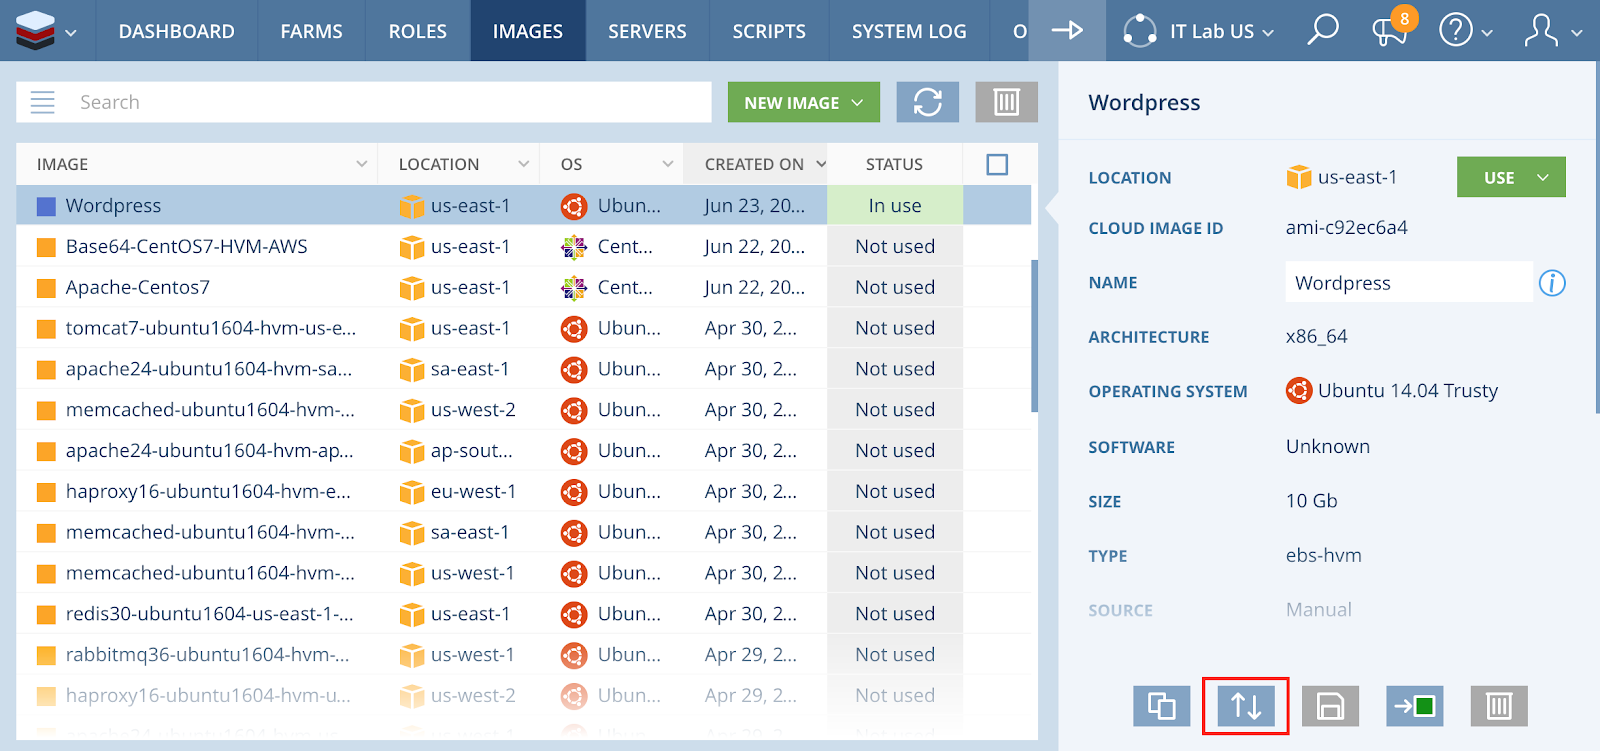 DASHBOARD FARMS ROLES IMAGES SERVERS SCRIPTS SYSTEM LOG O IT Lab US 8
Search NEW IMAGE
IMAGE LOCATION OS CREATED ON STATUS
Wordpress us-east-1 Ubun... Jun 23, 20... In use
Base64-CentOS7-HVM-AWS us-east-1 Cent... Jun 22, 20... Not used
Apache-Centos7 us-east-1 Cent... Jun 22, 20... Not used
tomcat7-ubuntu1604-hvm-us-e... us-east-1 Ubun... Apr 30, 2... Not used
apache24-ubuntu1604-hvm-sa... sa-east-1 Ubun... Apr 30, 2... Not used
memcached-ubuntu1604-hvm-... us-west-2 Ubun... Apr 30, 2... Not used
apache24-ubuntu1604-hvm-ap... ap-sout... Ubun... Apr 30, 2... Not used
haproxy16-ubuntu1604-hvm-e... eu-west-1 Ubun... Apr 30, 2... Not used
memcached-ubuntu1604-hvm-... sa-east-1 Ubun... Apr 30, 2... Not used
memcached-ubuntu1604-hvm-... us-west-1 Ubun... Apr 30, 2... Not used
redis30-ubuntu1604-us-east-1-... us-east-1 Ubun... Apr 30, 2... Not used
rabbitmq36-ubuntu1604-hvm-... us-west-1 Ubun... Apr 29, 2... Not used
haproxy16-ubuntu1604-hvm-u... us-west-2 Ubun... Apr 29, 2... Not used
Wordpress
LOCATION us-east-1 USE
CLOUD IMAGE ID ami-c92ec6a4
NAME Wordpress
ARCHITECTURE x86_64
OPERATING SYSTEM Ubuntu 14.04 Trusty
SOFTWARE Unknown
SIZE 10 Gb
TYPE ebs-hvm
SOURCE Manual